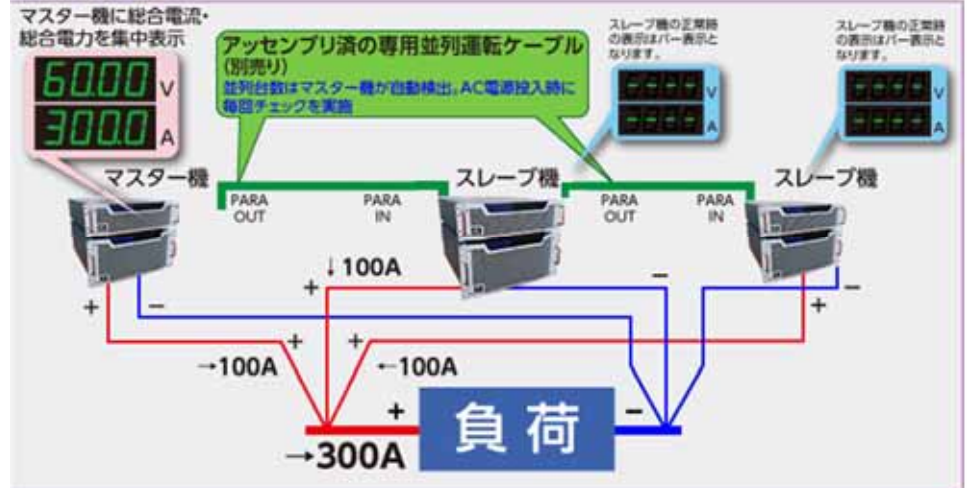 マスター機に総合電流・
総合電力を集中表示
60.00 V
300.0 A
アッセンブリ済の専用並列運転ケーブル
(別売り)
並列台数はマスター機が自動検出。AC電源投入時に
毎回チェックを実施
スレーブ機の正常時
の表示はバー表示と
なります。
---- V
---- A
スレーブ機の正常時
の表示はバー表示と
なります。
---- V
---- A
マスター機
PARA
OUT
PARA
IN
スレーブ機
PARA
OUT
PARA
IN
スレーブ機
↓100A
+
−
+
−
+
−
+
+
→100A
←100A
+
負荷
−
→300A